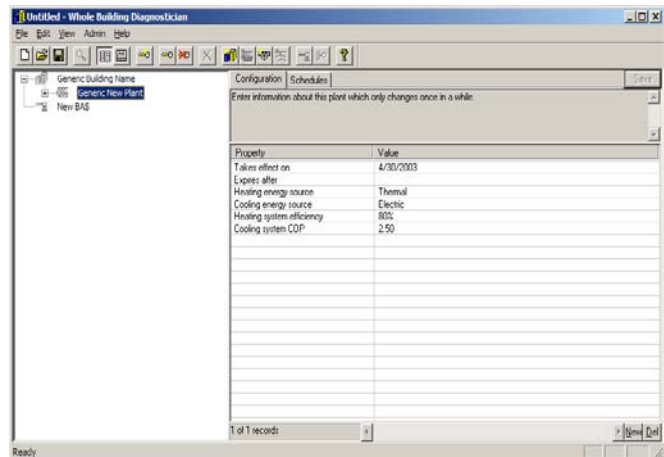 Untitled - Whole Building Diagnostician
File Edit View Admin Help
Generic Building Name
Generic New Plant
New BAS
Configuration Schedules Save
Enter information about this plant which only changes once in a while.
Property Value
Takes effect on 4/30/2003
Expires after
Heating energy source Thermal
Cooling energy source Electric
Heating system efficiency 80%
Cooling system COP 2.50
1 of 1 records New Del
Ready